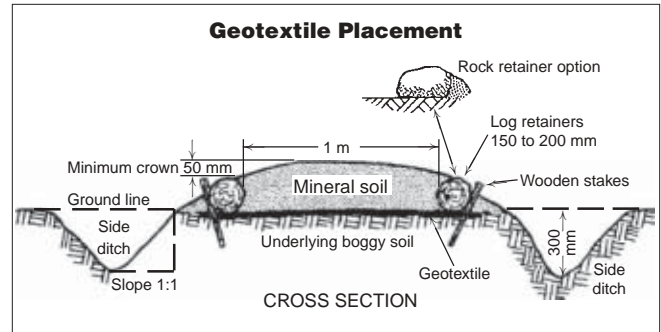 Geotextile Placement
Rock retainer option
Log retainers
150 to 200 mm
1 m
Minimum crown
50 mm
Mineral soil
Wooden stakes
Ground line
Side
ditch
Underlying boggy soil
300
mm
Geotextile
Side
ditch
Slope 1:1
CROSS SECTION